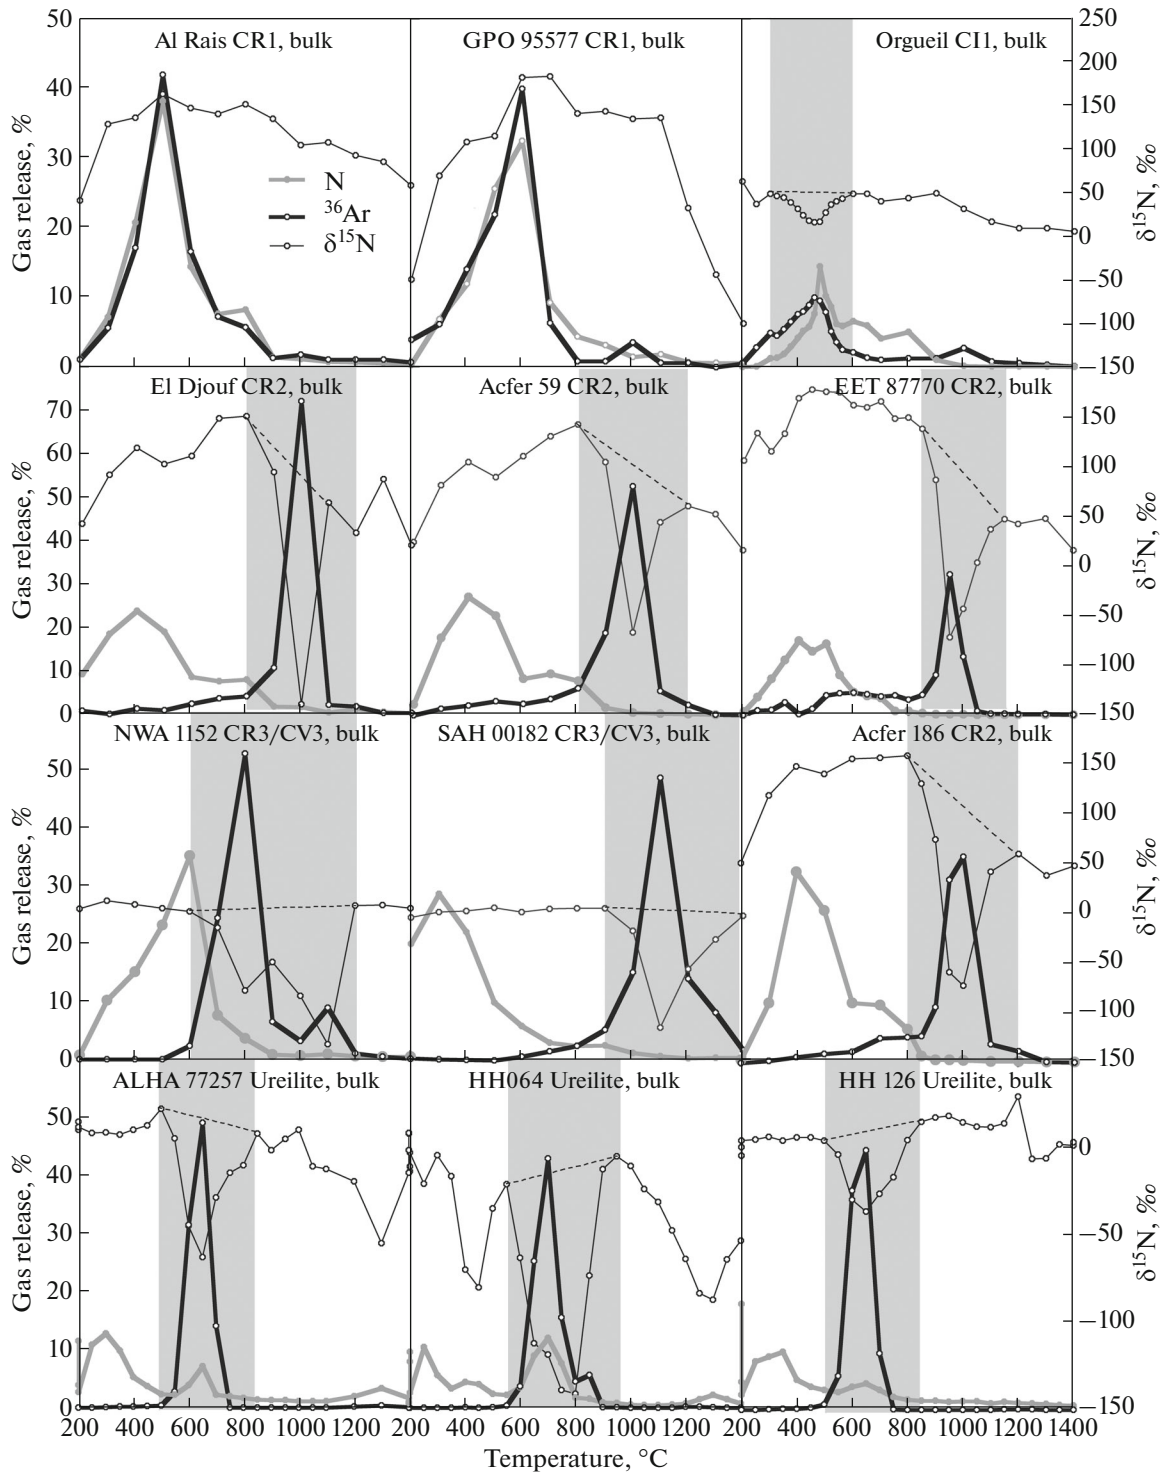 Al Rais CR1, bulk
GPO 95577 CR1, bulk
Orgueil CI1, bulk
50
40
30
20
10
0
Gas release, %
N
³⁶Ar
δ¹⁵N
250
200
150
100
50
0
−50
−100
−150
δ¹⁵N, ‰
El Djouf CR2, bulk
Acfer 59 CR2, bulk
EET 87770 CR2, bulk
70
60
50
40
30
20
10
0
Gas release, %
150
100
50
0
−50
−100
−150
δ¹⁵N, ‰
NWA 1152 CR3/CV3, bulk
SAH 00182 CR3/CV3, bulk
Acfer 186 CR2, bulk
50
40
30
20
10
0
Gas release, %
150
100
50
0
−50
−100
−150
δ¹⁵N, ‰
ALHA 77257 Ureilite, bulk
HH064 Ureilite, bulk
HH 126 Ureilite, bulk
50
40
30
20
10
0
Gas release, %
0
−50
−100
−150
δ¹⁵N, ‰
200 400 600 800 1000 1200 200 400 600 800 1000 1200 200 400 600 800 1000 1200 1400
Temperature, °C